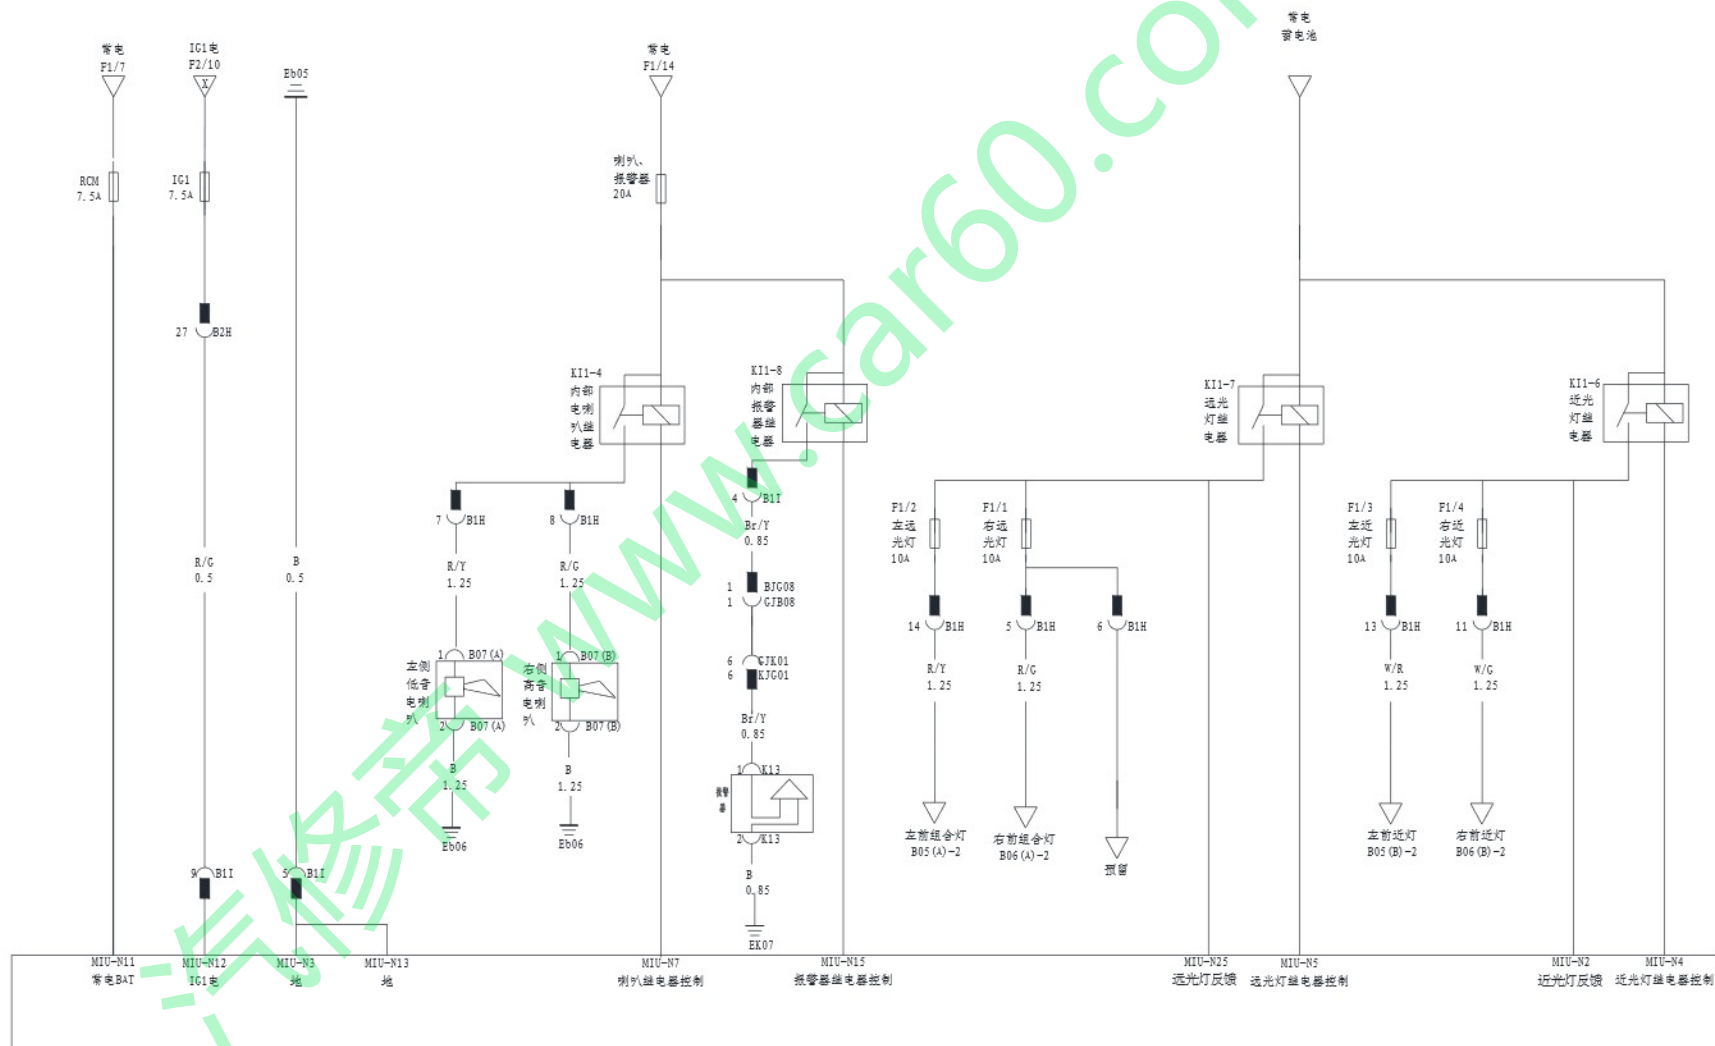 常电
F1/7
IG1电
F2/10
X
Eb05
常电
F1/14
常电
蓄电池
RCM
7.5A
IG1
7.5A
喇叭、
报警器
20A
27 B2H
KI1-4
内部
电喇
叭继
电器
KI1-8
内部
报警
器继
电器
KI1-7
远光
灯继
电器
KI1-6
近光
灯继
电器
7 B1H
8 B1H
4 B1I
Br/Y
0.85
F1/2
左远
光灯
10A
F1/1
右远
光灯
10A
F1/3
左近
光灯
10A
F1/4
右近
光灯
10A
R/G
0.5
B
0.5
R/Y
1.25
R/G
1.25
1 BJG08
1 GJB08
14 B1H
5 B1H
6 B1H
13 B1H
11 B1H
6 GJK01
6 KJG01
R/Y
1.25
R/G
1.25
W/R
1.25
W/G
1.25
左侧
低音
电喇
叭
1 B07(A)
2 B07(A)
右侧
高音
电喇
叭
1 B07(B)
2 B07(B)
Br/Y
0.85
B
1.25
B
1.25
1 K13
报警
器
2 K13
Eb06
Eb06
左前组合灯
B05(A)-2
右前组合灯
B06(A)-2
预留
左前近灯
B05(B)-2
右前近灯
B06(B)-2
9 B1I
5 B1I
B
0.85
EK07
MIU-N11
常电BAT
MIU-N12
IG1电
MIU-N3
地
MIU-N13
地
MIU-N7
喇叭继电器控制
MIU-N15
报警器继电器控制
MIU-N25
远光灯反馈
MIU-N5
远光灯继电器控制
MIU-N2
近光灯反馈
MIU-N4
近光灯继电器控制
汽修帝 www.car60.com